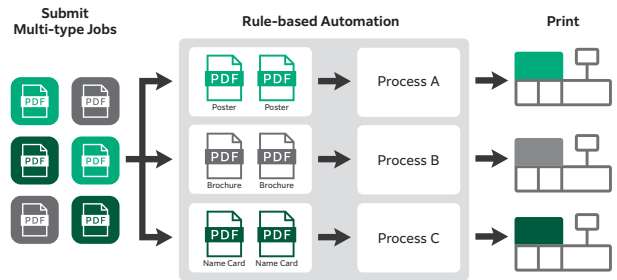 Submit
Multi-type Jobs
Rule-based Automation
Print
PDF PDF
PDF PDF
PDF PDF
PDF PDF
Poster Poster
Process A
PDF PDF
Brochure Brochure
Process B
PDF PDF
Name Card Name Card
Process C